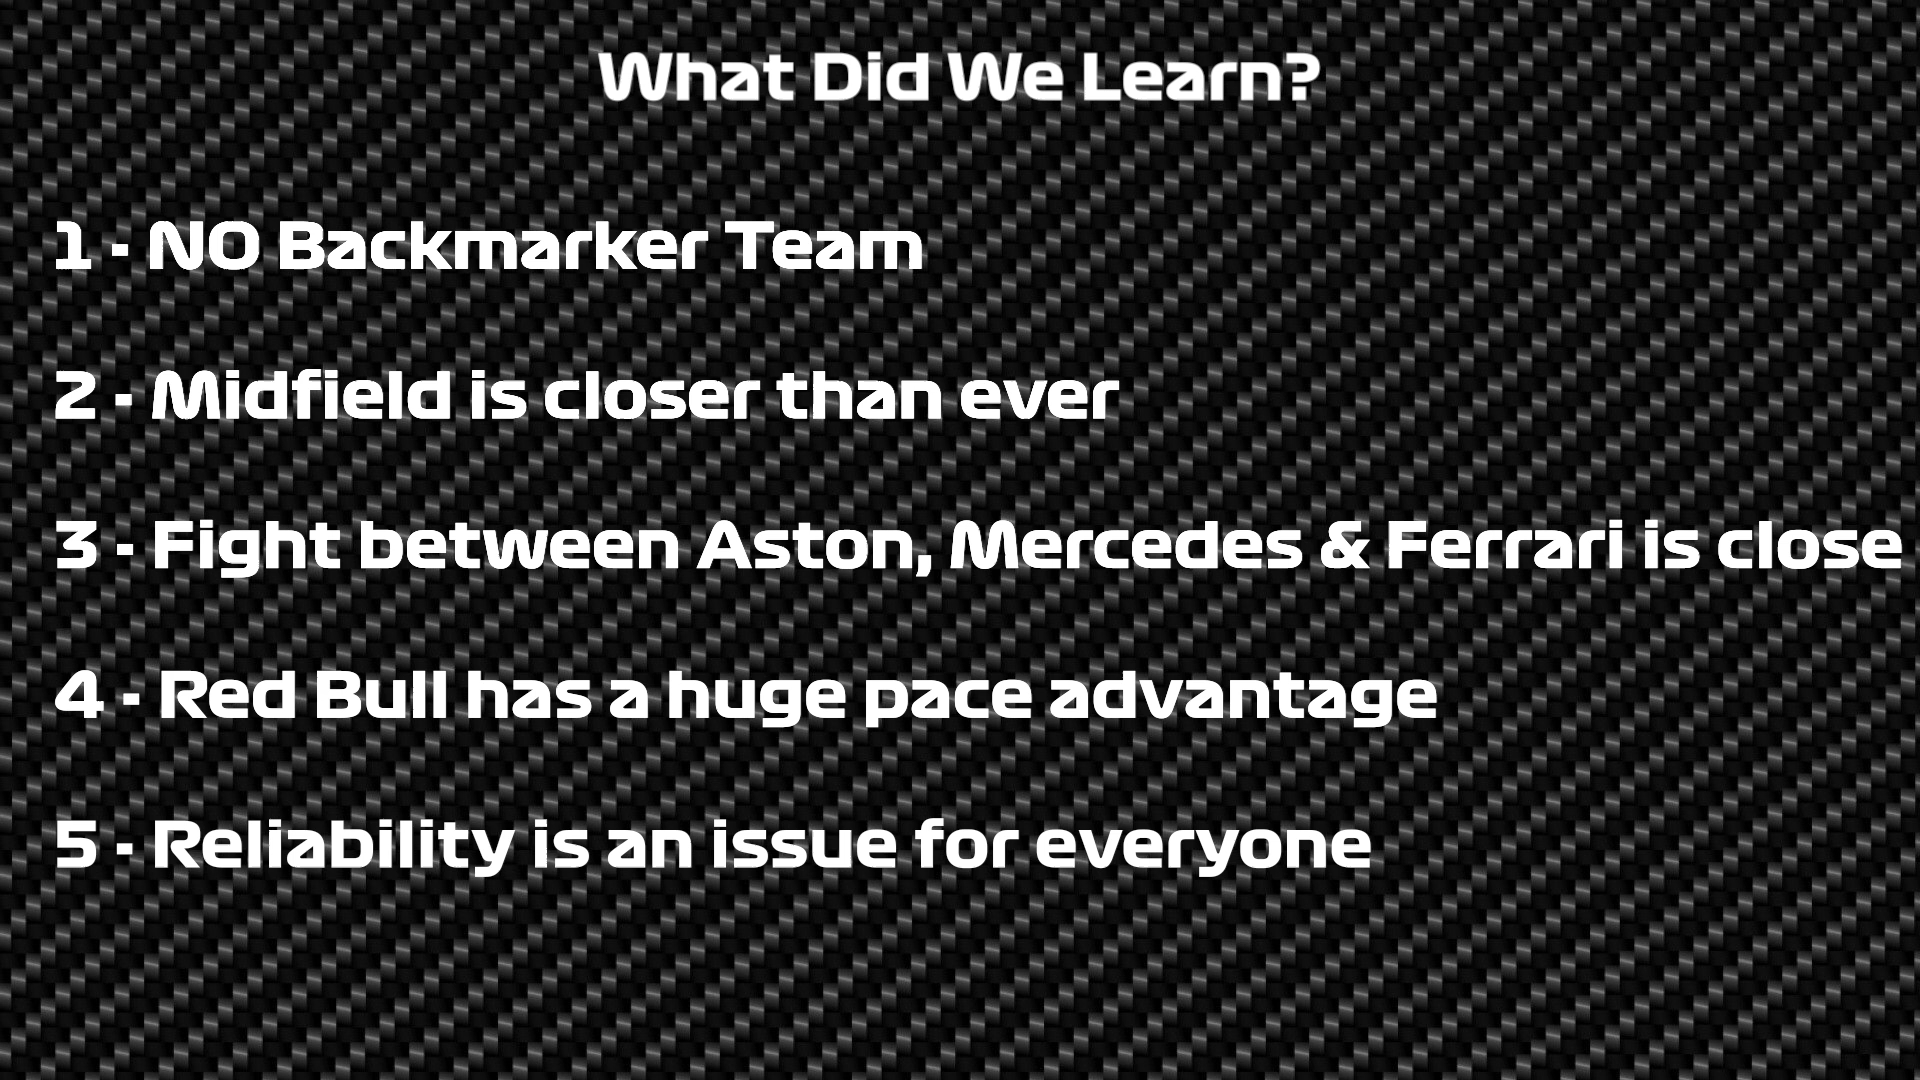 What Did We Learn?
1 - NO Backmarker Team
2 - Midfield is closer than ever
3 - Fight between Aston, Mercedes & Ferrari is close
4 - Red Bull has a huge pace advantage
5 - Reliability is an issue for everyone